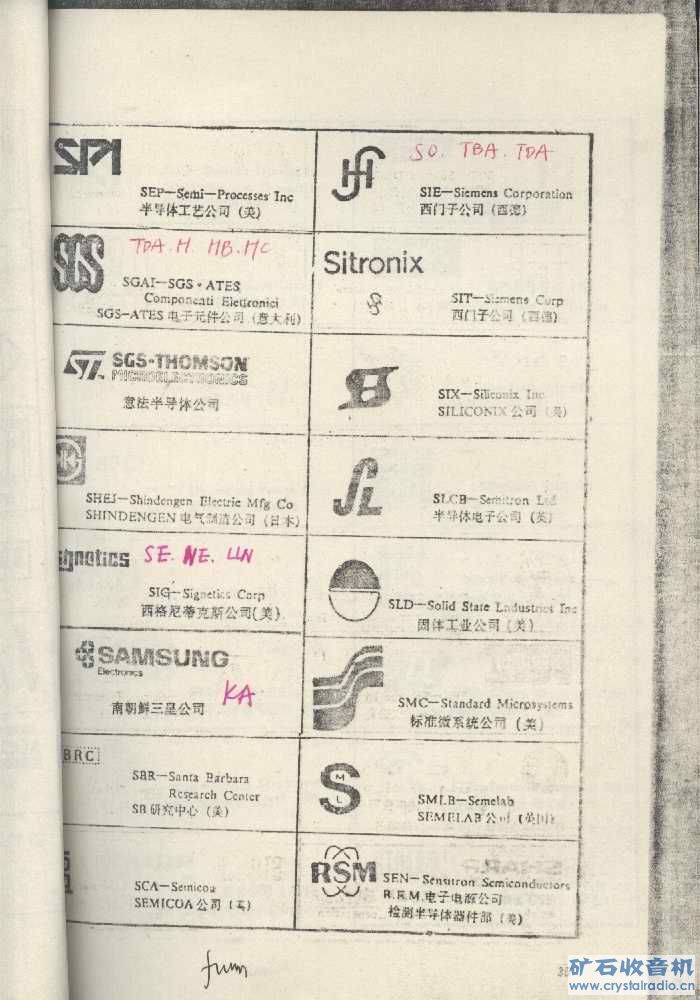 SPI
SEP—Semi—Processes Inc
半导体工艺公司 (美)
SO. TBA. TDA
SIE—Siemens Corporation
西门子公司 (西德)
SGS
TDA. M. MB. MC
SGAI—SGS·ATES
Componenti Elettronici
SGS-ATES 电子元件公司 (意大利)
Sitronix
SIT—Siemens Corp
西门子公司 (西德)
SGS-THOMSON
MICROELECTRONICS
意法半导体公司
SIX—Siliconix Inc
SILICONIX 公司 (美)
SHEJ—Shindengen Electric Mfg Co
SHINDENGEN 电气制造公司 (日本)
SLCB—Semitron Ltd
半导体电子公司 (英)
gnetics
SE. NE. ULN
SIG—Signetics Corp
西格尼蒂克斯公司(美)
SLD—Solid State Lndustries Inc
固体工业公司 (美)
SAMSUNG
Electronics
南朝鲜三星公司
KA
SMC—Standard Microsystems
标准微系统公司 (美)
BRC
SBR—Santa Barbara
Research Center
SB 研究中心 (美)
SML
SMLB—Semelab
SEMELAB 公司 (英国)
SCA—Semicoa
SEMICOA 公司 (美)
RSM
SEN—Sensitron Semiconductors
R.S.M. 电子电源公司
检测半导体器件部 (美)
矿石收音机
www.crystalradio.cn